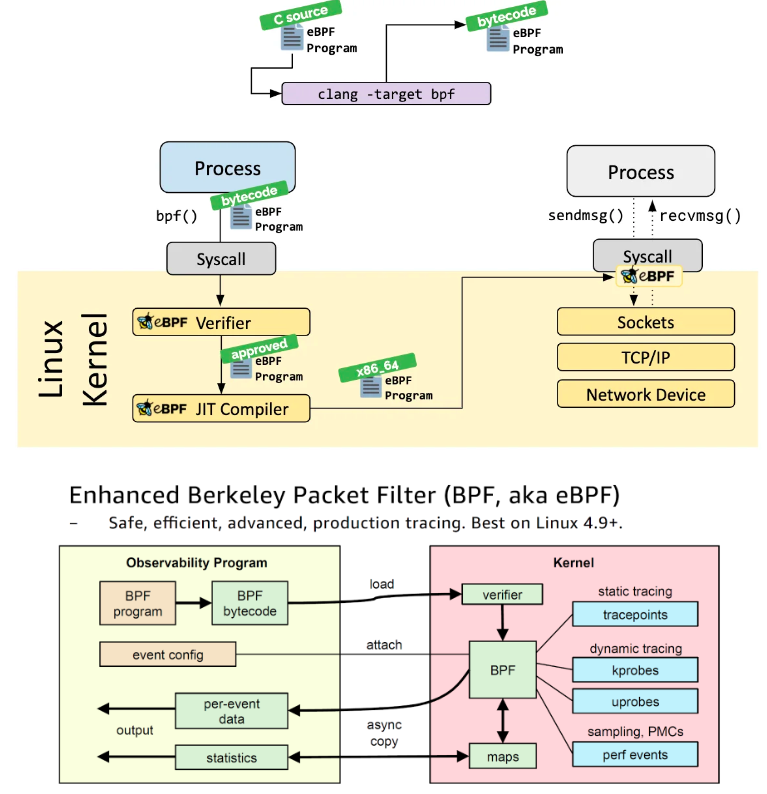 C source
eBPF
Program
bytecode
eBPF
Program
clang -target bpf
Process
bytecode
bpf()
eBPF
Program
Syscall
Process
sendmsg()
recvmsg()
Syscall
eBPF
Linux
Kernel
eBPF Verifier
approved
eBPF
Program
eBPF JIT Compiler
x86_64
eBPF
Program
Sockets
TCP/IP
Network Device
Enhanced Berkeley Packet Filter (BPF, aka eBPF)
– Safe, efficient, advanced, production tracing. Best on Linux 4.9+.
Observability Program
BPF
program
BPF
bytecode
load
event config
attach
per-event
data
output
async
copy
statistics
Kernel
verifier
BPF
maps
static tracing
tracepoints
dynamic tracing
kprobes
uprobes
sampling, PMCs
perf events